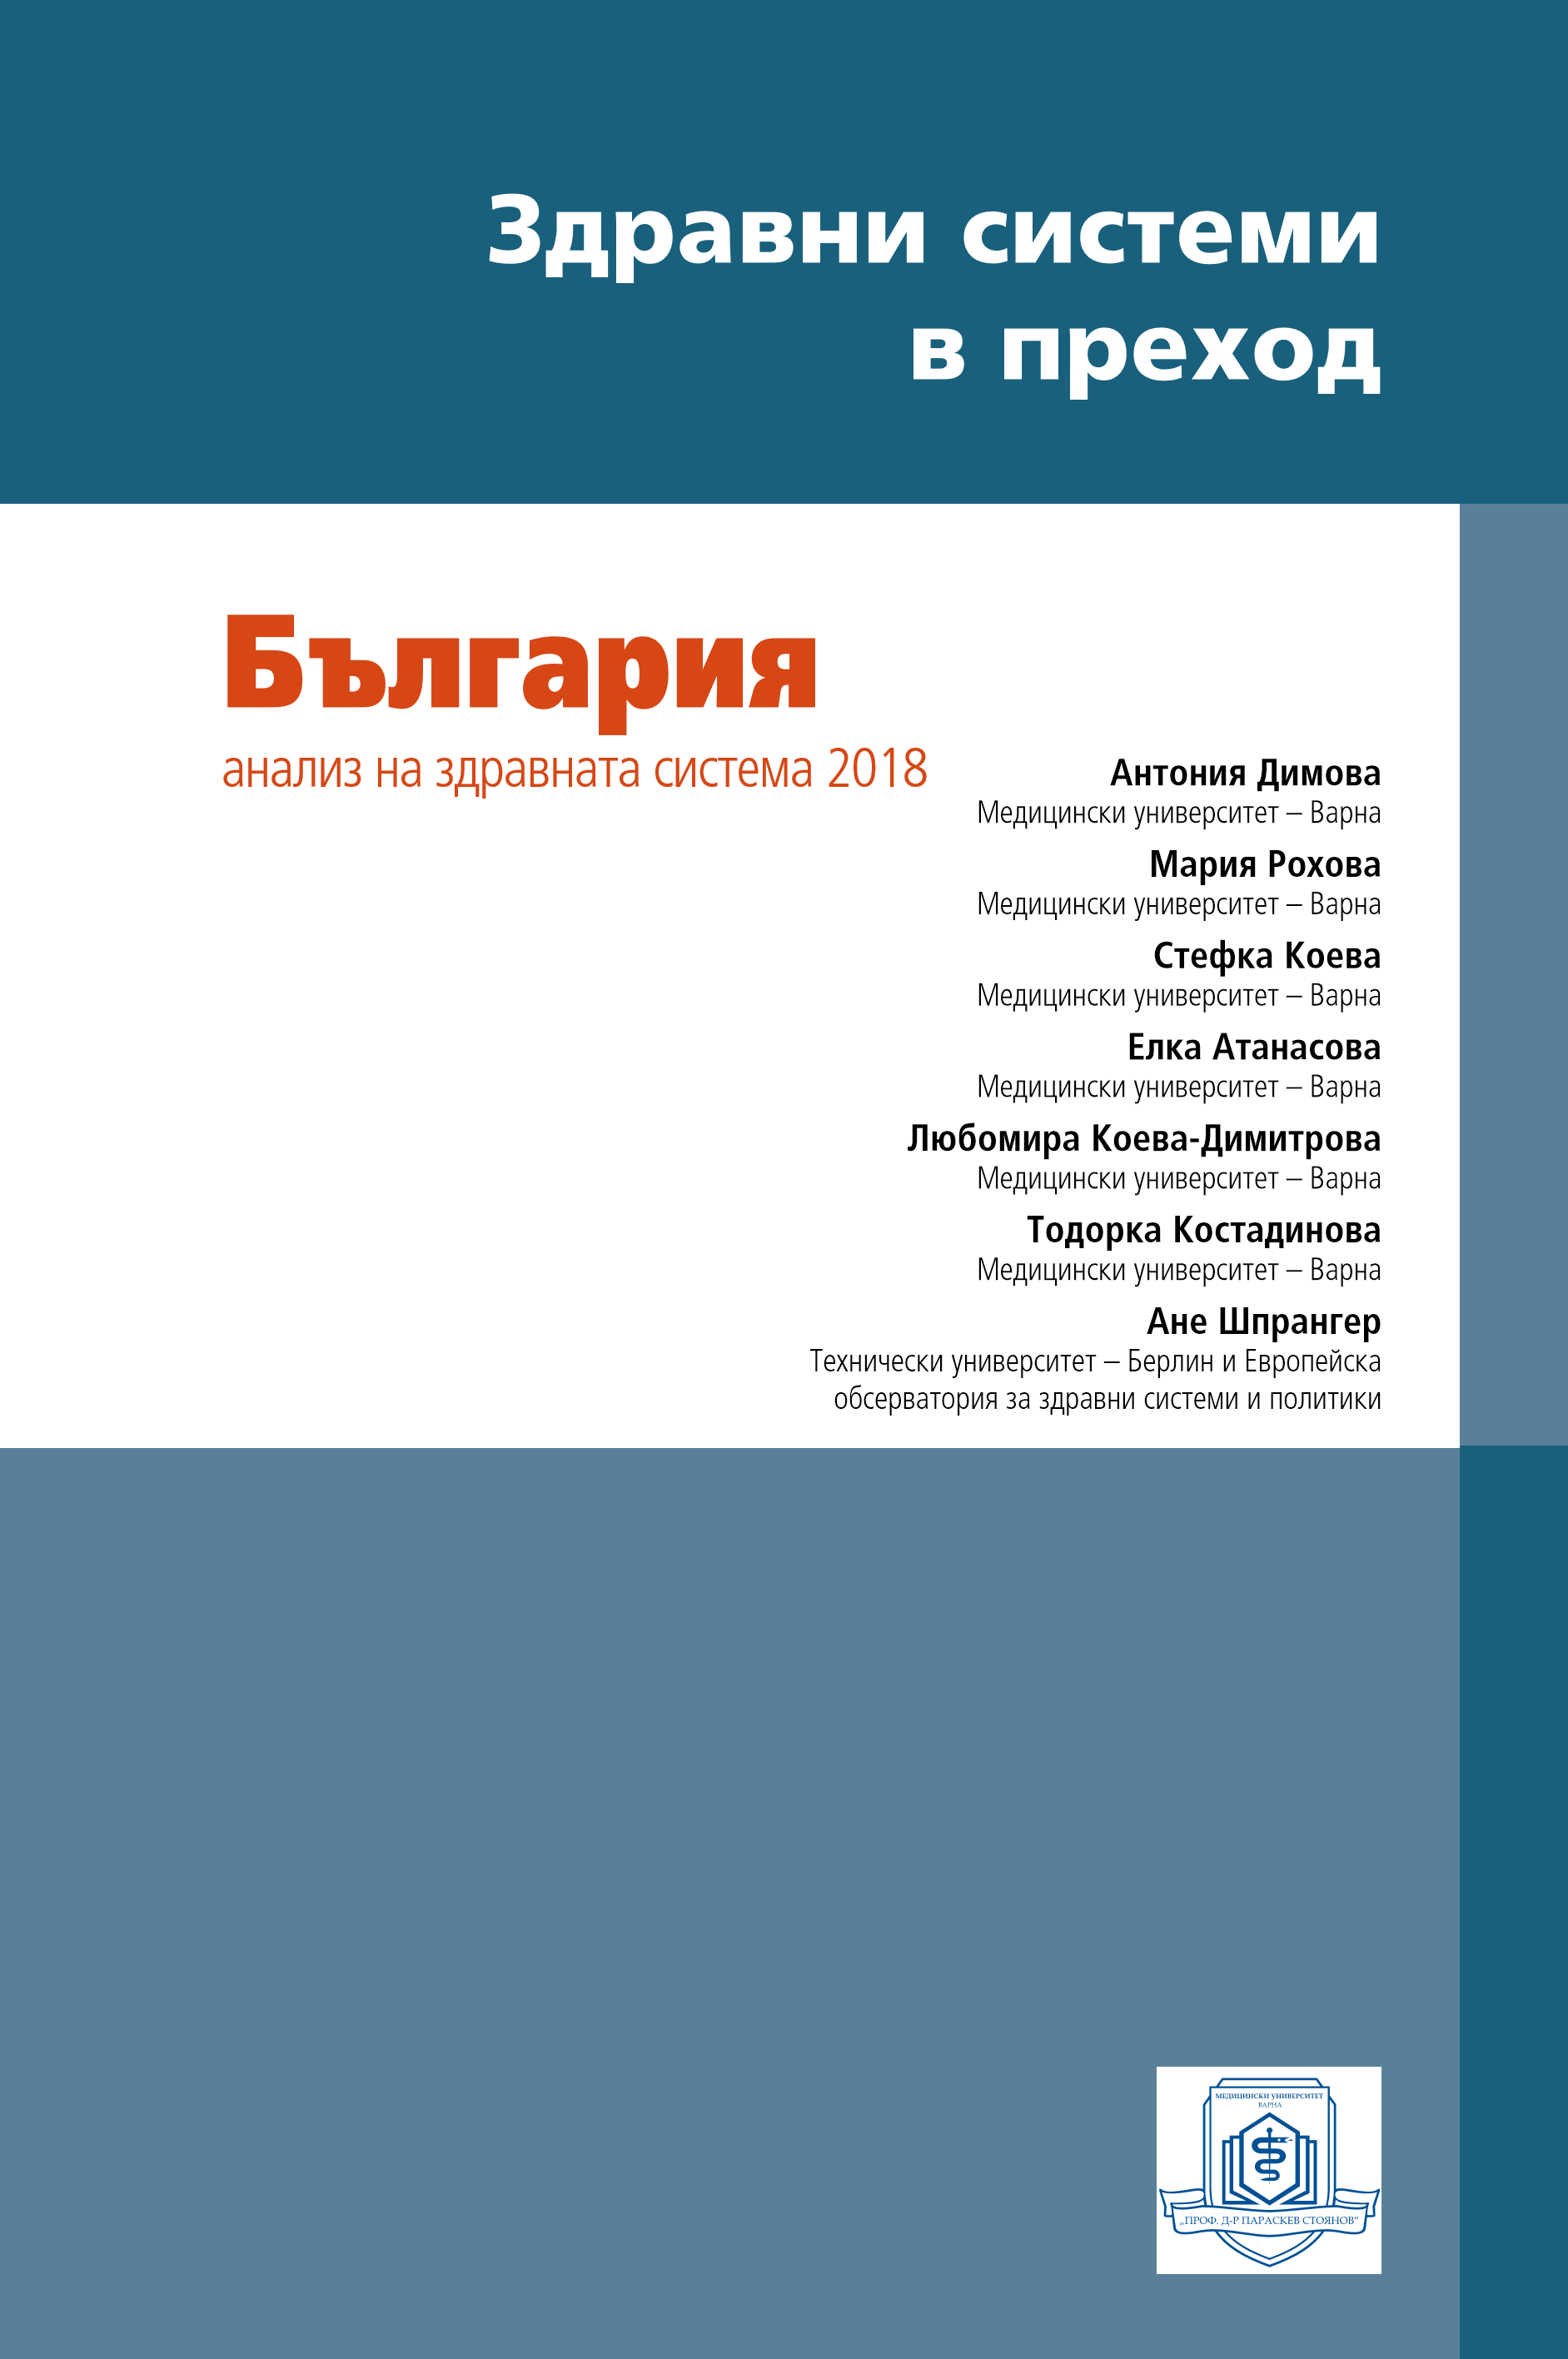 Здравни системи
в преход
България
анализ на здравната система 2018
Антония Димова
Медицински университет – Варна
Мария Рохова
Медицински университет – Варна
Стефка Коева
Медицински университет – Варна
Елка Атанасова
Медицински университет – Варна
Любомира Коева-Димитрова
Медицински университет – Варна
Тодорка Костадинова
Медицински университет – Варна
Ане Шпрангер
Технически университет – Берлин и Европейска
обсерватория за здравни системи и политики
МЕДИЦИНСКИ УНИВЕРСИТЕТ
ВАРНА
„ПРОФ. Д-Р ПАРАСКЕВ СТОЯНОВ“